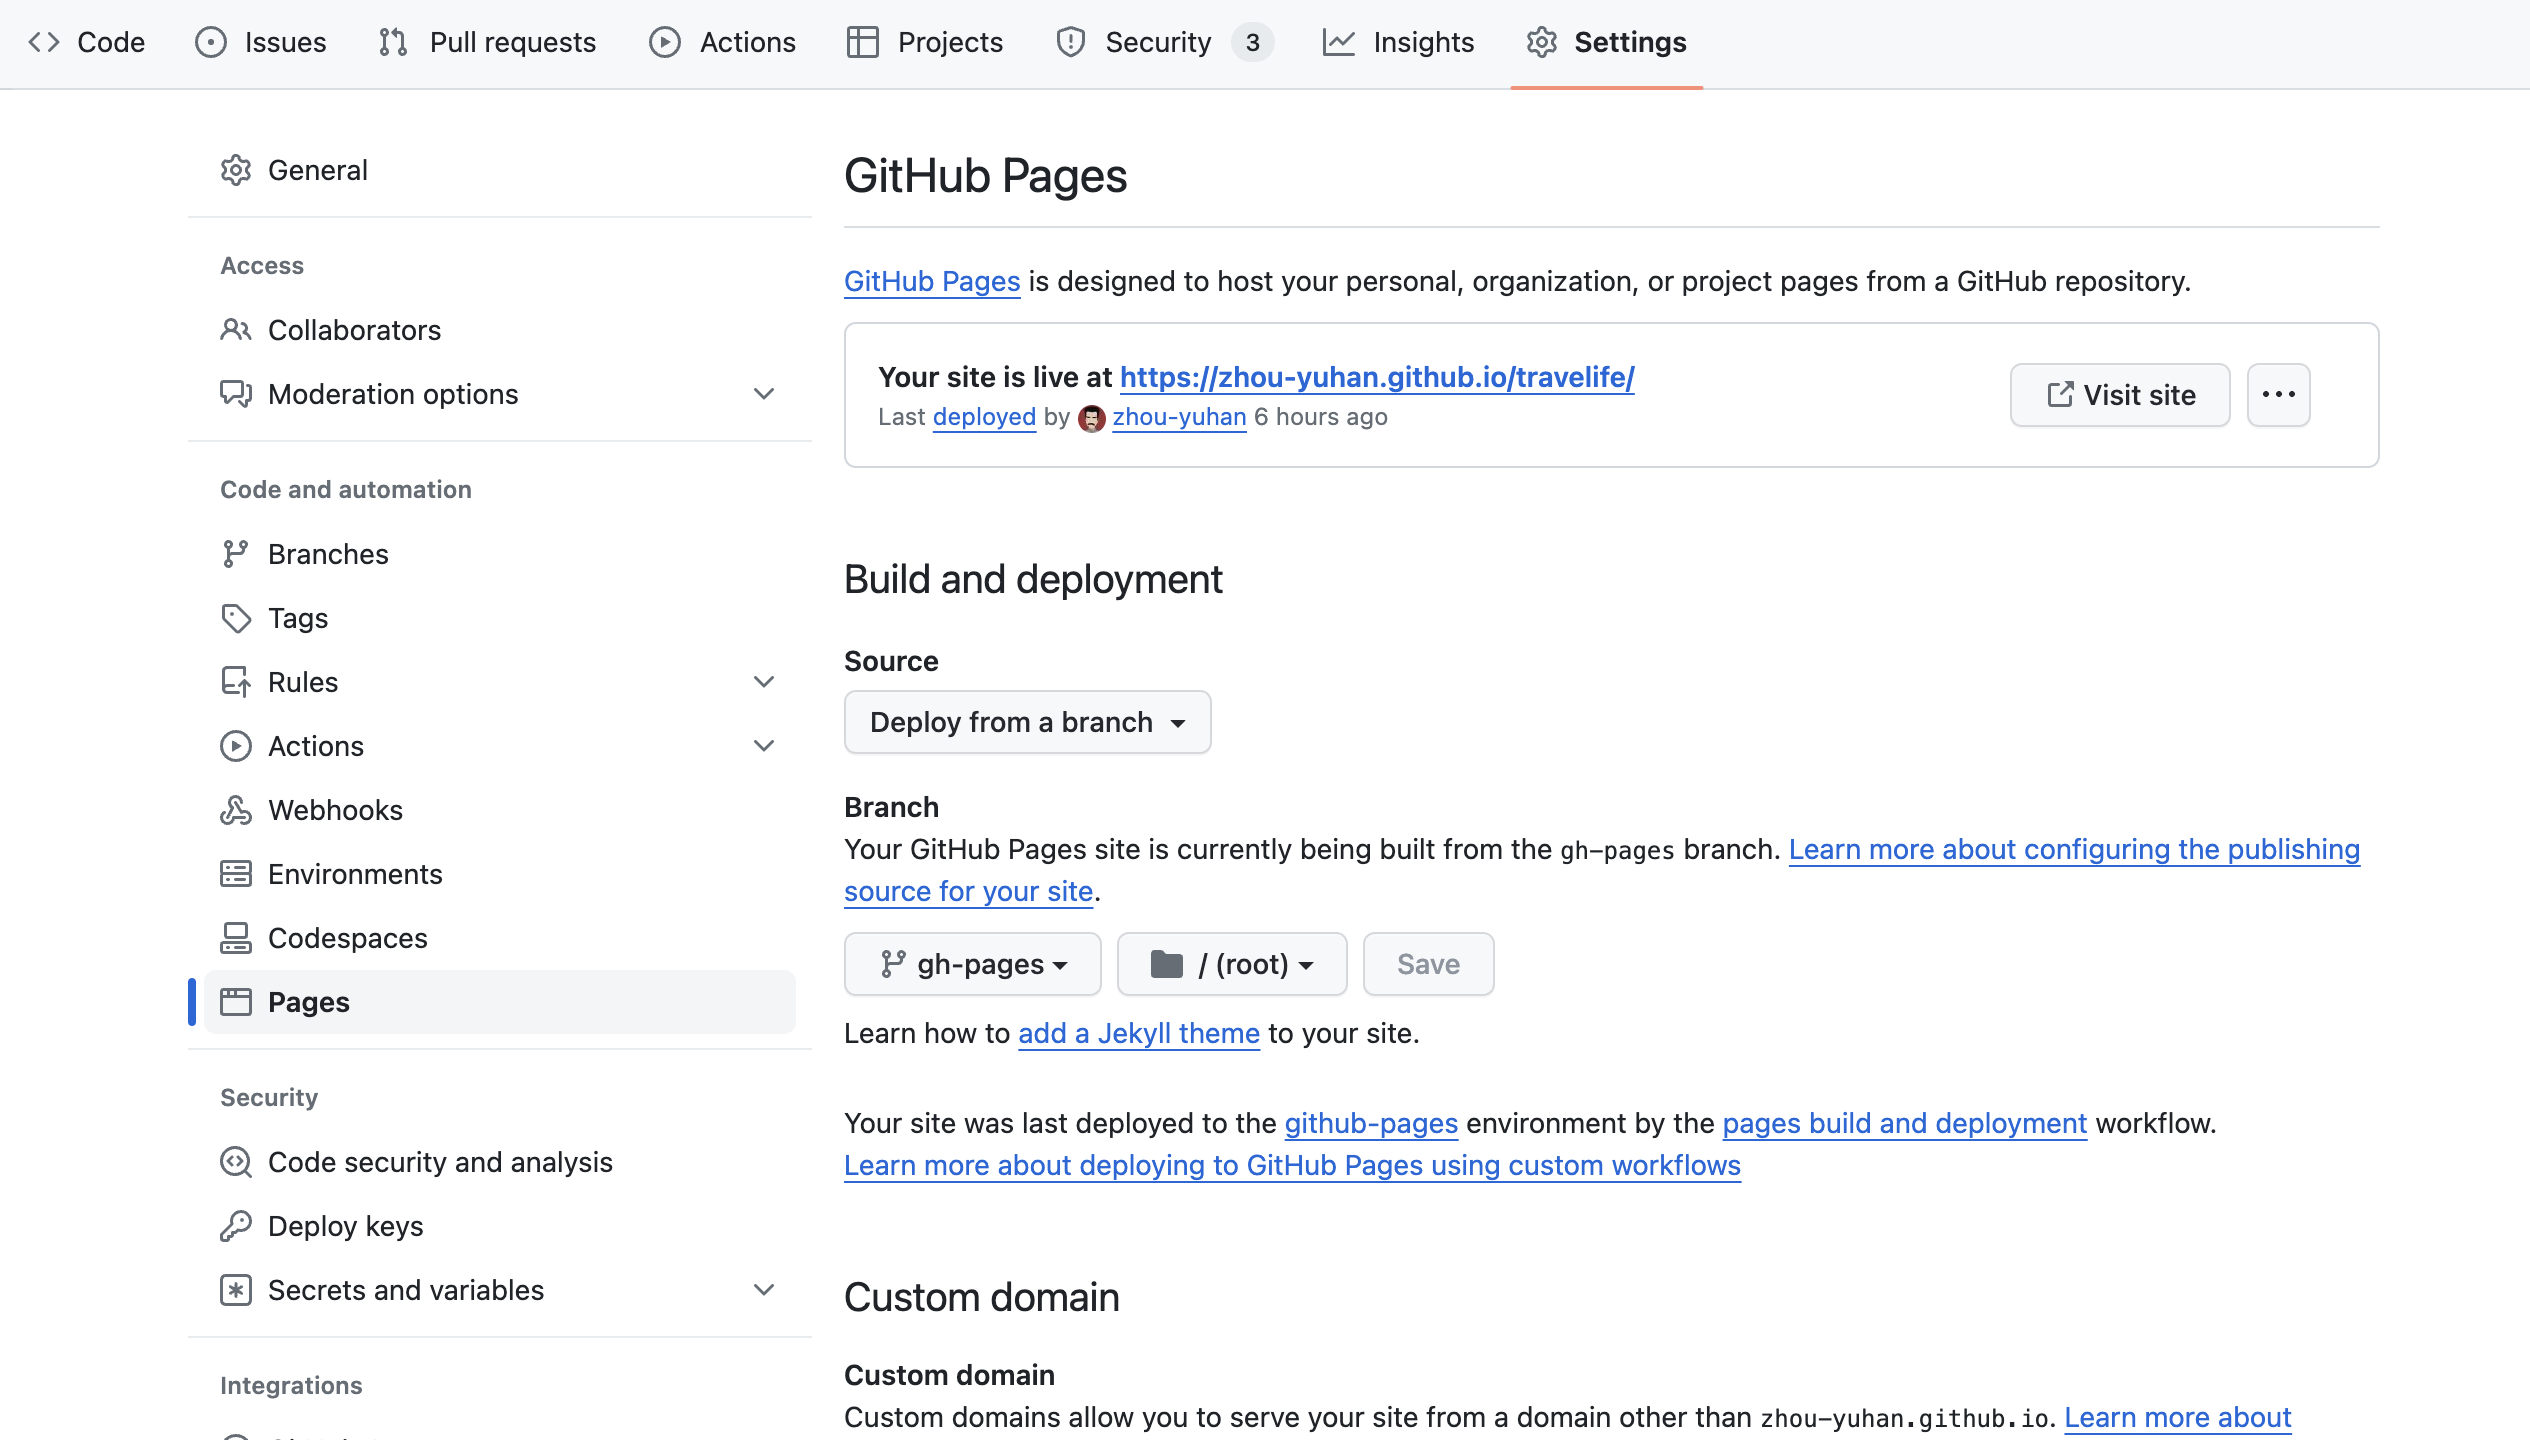 Code Issues Pull requests Actions Projects Security 3 Insights Settings
General
Access
Collaborators
Moderation options
Code and automation
Branches
Tags
Rules
Actions
Webhooks
Environments
Codespaces
Pages
Security
Code security and analysis
Deploy keys
Secrets and variables
Integrations
GitHub Pages
GitHub Pages is designed to host your personal, organization, or project pages from a GitHub repository.
Your site is live at https://zhou-yuhan.github.io/travelife/
Last deployed by zhou-yuhan 6 hours ago
Visit site
Build and deployment
Source
Deploy from a branch
Branch
Your GitHub Pages site is currently being built from the gh-pages branch. Learn more about configuring the publishing
source for your site.
gh-pages / (root) Save
Learn how to add a Jekyll theme to your site.
Your site was last deployed to the github-pages environment by the pages build and deployment workflow.
Learn more about deploying to GitHub Pages using custom workflows
Custom domain
Custom domain
Custom domains allow you to serve your site from a domain other than zhou-yuhan.github.io. Learn more about